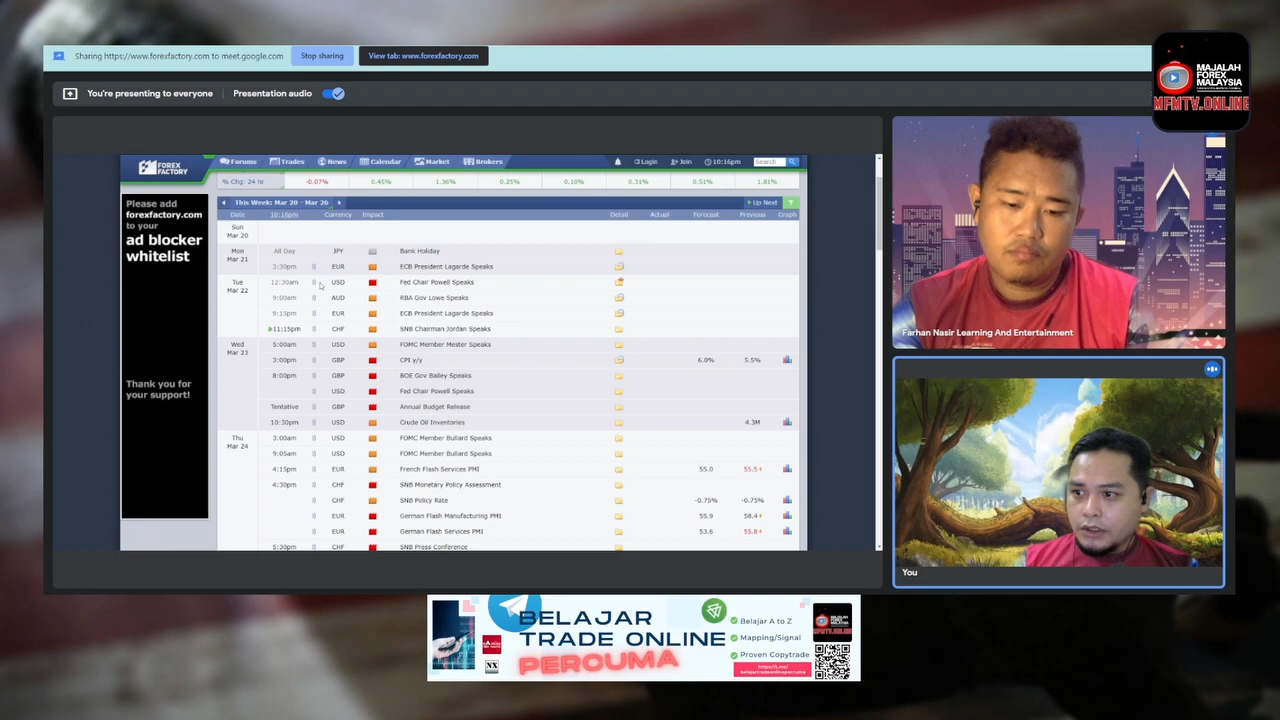 Sharing https://www.forexfactory.com to meet.google.com
Stop sharing
View tab: www.forexfactory.com
MAJALAH
FOREX
MALAYSIA
MFMTV.ONLINE
You're presenting to everyone
Presentation audio
FOREX
FACTORY
Forums
Trades
News
Calendar
Market
Brokers
Login
Join
10:16pm
Search
% Chg: 24 hr -0.07% 0.45% 1.36% 0.25% 0.10% 0.31% 0.51% 1.81%
This Week: Mar 20 - Mar 26
Up Next
Date 10:16pm Currency Impact Detail Actual Forecast Previous Graph
Sun
Mar 20
Mon
Mar 21
All Day JPY Bank Holiday
3:30pm EUR ECB President Lagarde Speaks
Tue
Mar 22
12:30am USD Fed Chair Powell Speaks
9:00am AUD RBA Gov Lowe Speaks
9:15pm EUR ECB President Lagarde Speaks
11:15pm CHF SNB Chairman Jordan Speaks
Wed
Mar 23
5:00am USD FOMC Member Mester Speaks
3:00pm GBP CPI y/y 6.0% 5.5%
8:00pm GBP BOE Gov Bailey Speaks
USD Fed Chair Powell Speaks
Tentative GBP Annual Budget Release
10:30pm USD Crude Oil Inventories 4.3M
Thu
Mar 24
3:00am USD FOMC Member Bullard Speaks
9:05am USD FOMC Member Bullard Speaks
4:15pm EUR French Flash Services PMI 55.0 55.5
4:30pm CHF SNB Monetary Policy Assessment
CHF SNB Policy Rate -0.75% -0.75%
EUR German Flash Manufacturing PMI 55.9 58.4
EUR German Flash Services PMI 53.6 55.8
5:30pm CHF SNB Press Conference
Please add
forexfactory.com
to your
ad blocker
whitelist
Thank you for
your support!
Farhan Nasir Learning And Entertainment
You
BELAJAR
TRADE ONLINE
PERCUMA
Belajar A to Z
Mapping/Signal
Proven Copytrade
https://t.me/
belajartradeonlinepercuma
NX